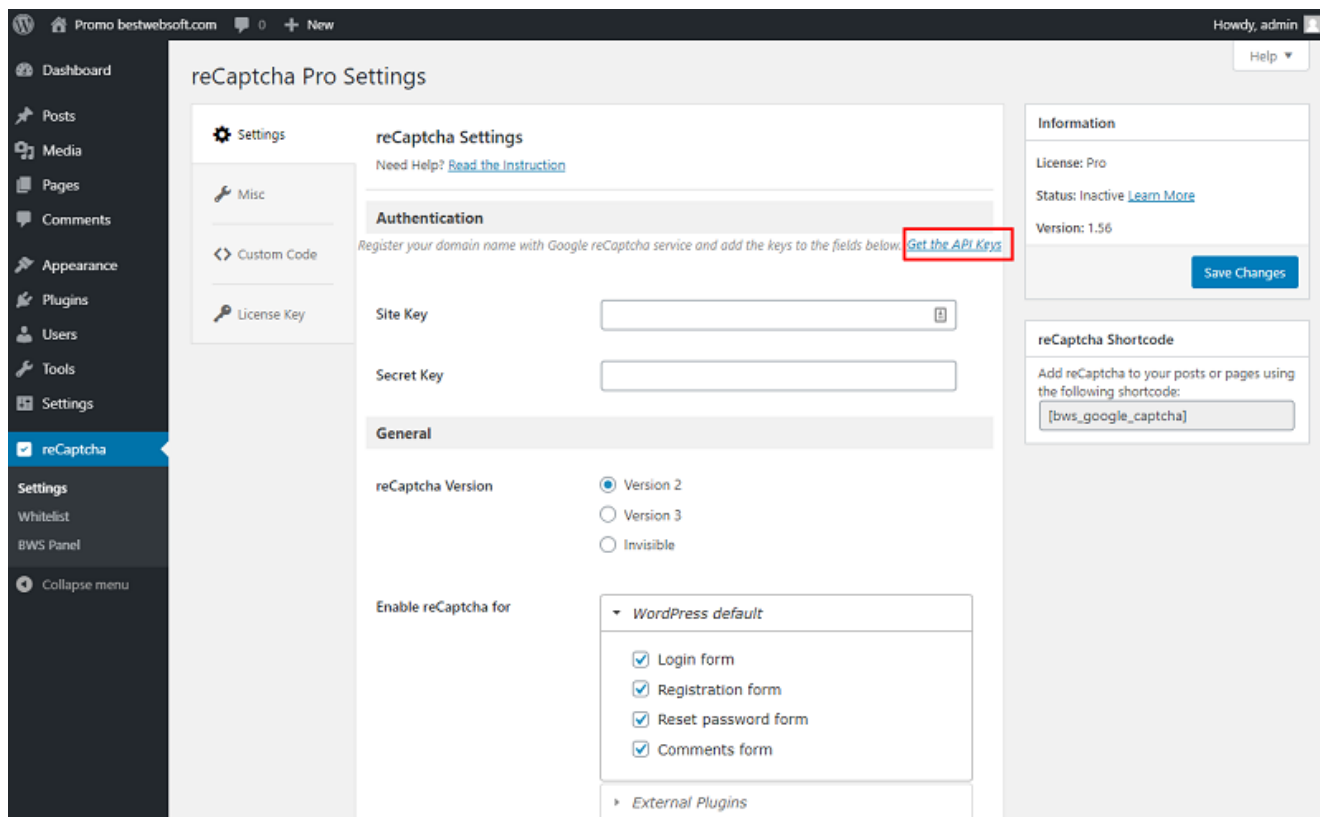 Promo bestwebsoft.com 0 New Howdy, admin
Help
Dashboard
Posts
Media
Pages
Comments
Appearance
Plugins
Users
Tools
Settings
reCaptcha
Settings
Whitelist
BWS Panel
Collapse menu
reCaptcha Pro Settings
Settings
Misc
Custom Code
License Key
reCaptcha Settings
Need Help? Read the Instruction
Authentication
Register your domain name with Google reCaptcha service and add the keys to the fields below. Get the API Keys
Site Key
Secret Key
General
reCaptcha Version
Version 2
Version 3
Invisible
Enable reCaptcha for
WordPress default
Login form
Registration form
Reset password form
Comments form
External Plugins
Information
License: Pro
Status: Inactive Learn More
Version: 1.56
Save Changes
reCaptcha Shortcode
Add reCaptcha to your posts or pages using
the following shortcode:
[bws_google_captcha]